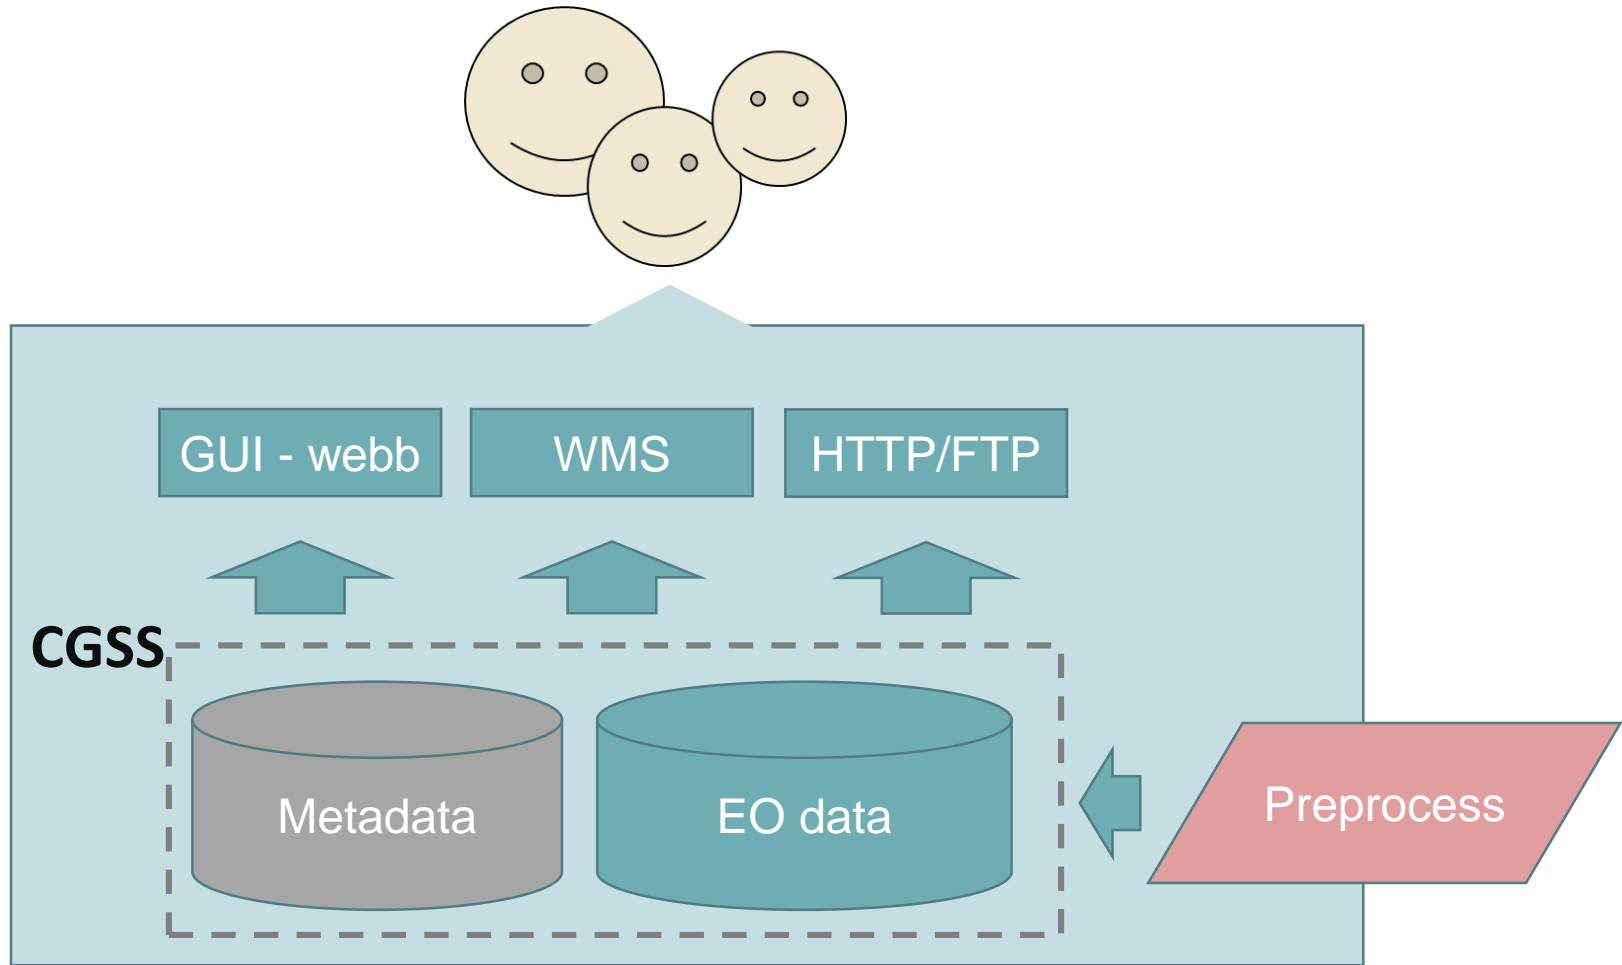 GUI - webb
WMS
HTTP/FTP
CGSS
Metadata
EO data
Preprocess